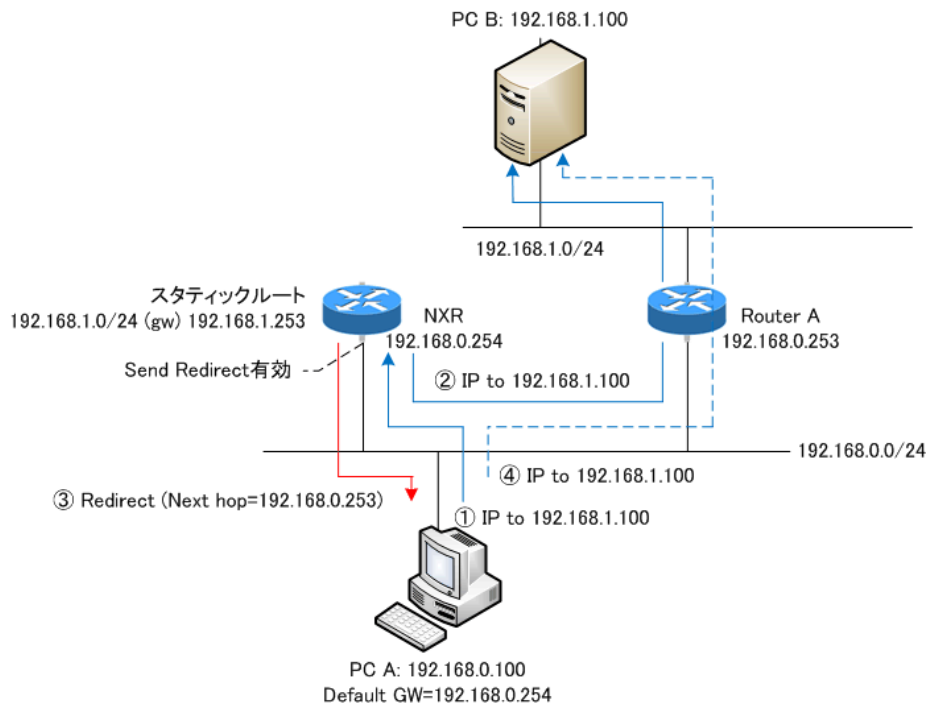 PC B: 192.168.1.100
192.168.1.0/24
スタティックルート
192.168.1.0/24 (gw) 192.168.1.253
NXR
192.168.0.254
Router A
192.168.0.253
Send Redirect有効
② IP to 192.168.1.100
192.168.0.0/24
④ IP to 192.168.1.100
③ Redirect (Next hop=192.168.0.253)
① IP to 192.168.1.100
PC A: 192.168.0.100
Default GW=192.168.0.254